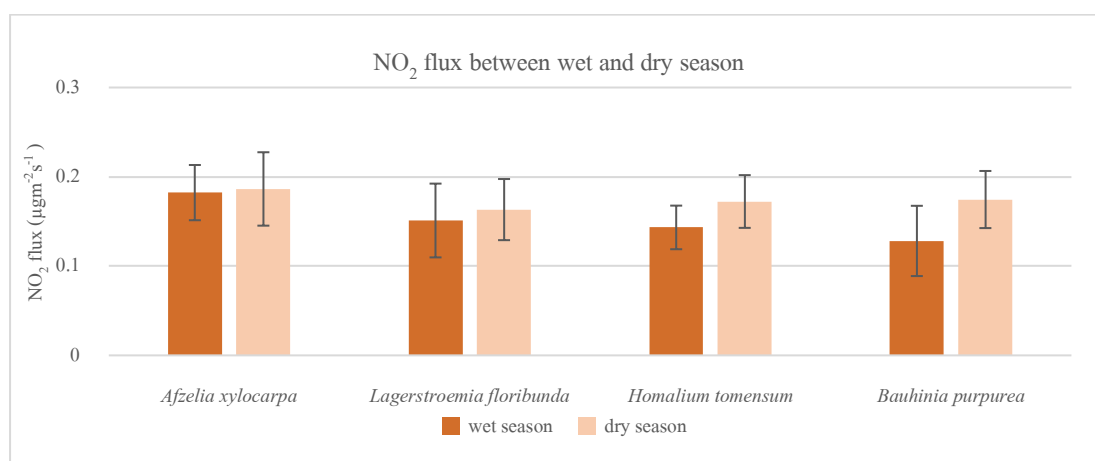 NO₂ flux between wet and dry season
0.3
0.2
0.1
0
NO₂ flux (µgm⁻²s⁻¹)
Afzelia xylocarpa
Lagerstroemia floribunda
Homalium tomensum
Bauhinia purpurea
wet season
dry season